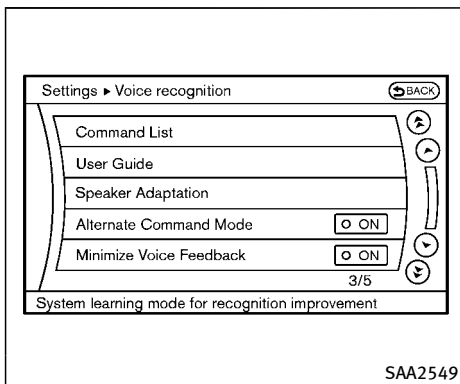 Settings ▸ Voice recognition
BACK
Command List
User Guide
Speaker Adaptation
Alternate Command Mode ON
Minimize Voice Feedback ON
3/5
System learning mode for recognition improvement
SAA2549